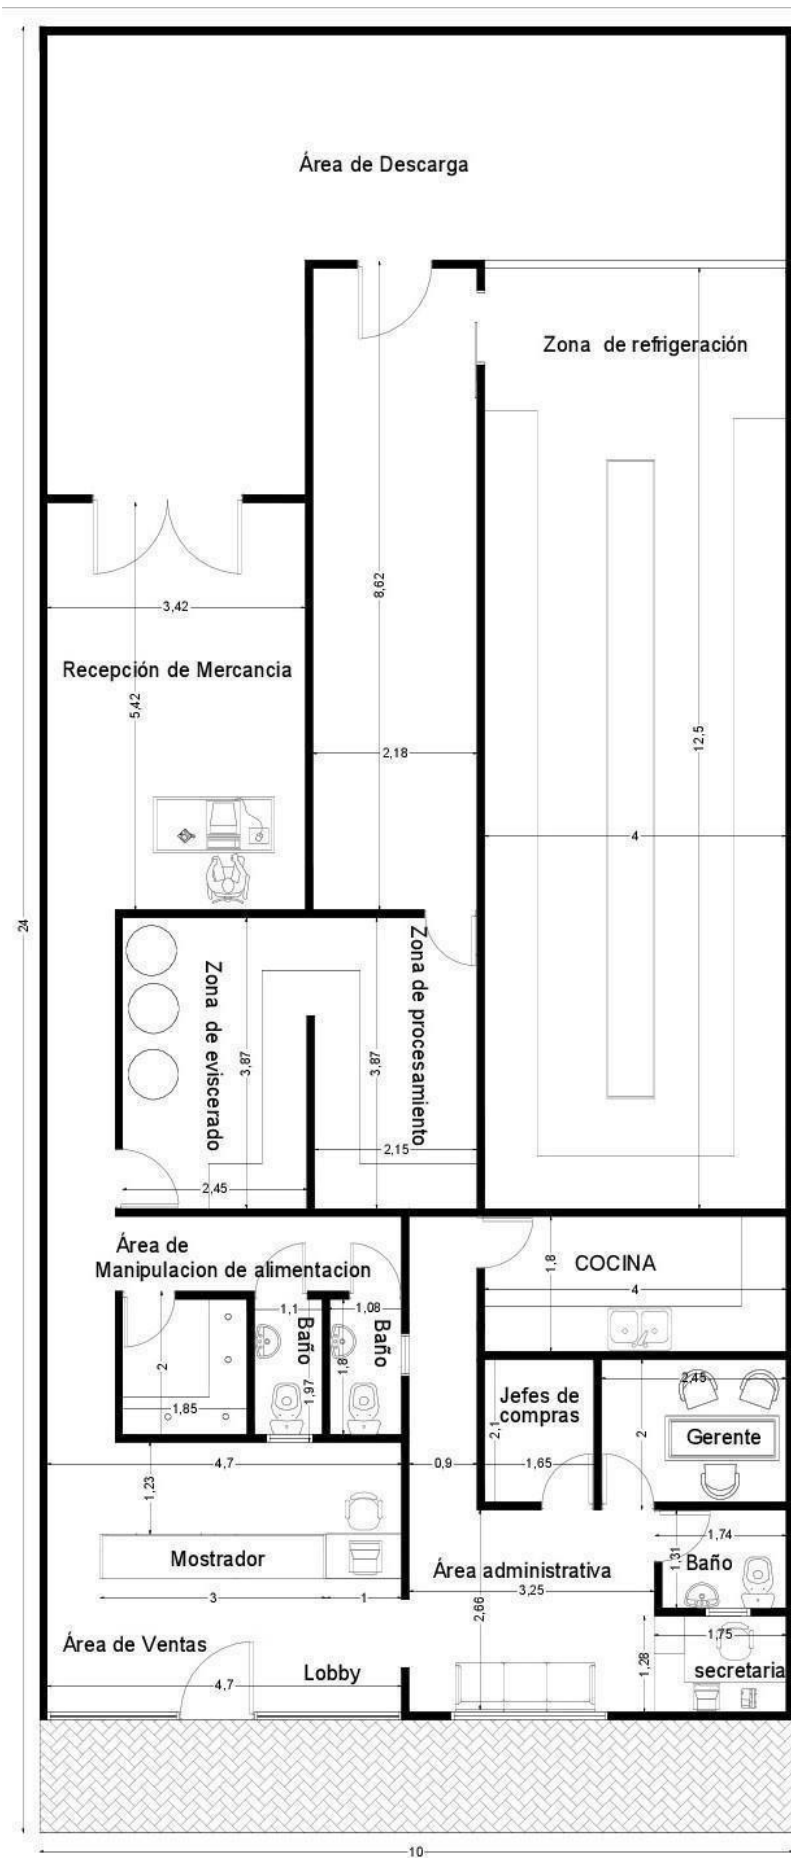 Área de Descarga
Zona de refrigeración
8,62
3,42
Recepción de Mercancia
5,42
12,5
2,18
4
24
Zona de eviscerado
3,87
3,87
Zona de procesamiento
2,15
2,45
Área de
Manipulacion de alimentacion
1,8
COCINA
4
1,1
1,08
Baño
Baño
2
1,97
1,8
1,85
2,45
Jefes de
compras
2,1
2
Gerente
4,7
0,9
1,65
1,23
1,74
Mostrador
1,31
Baño
Área administrativa
3,25
3
1
2,66
1,75
Área de Ventas
1,28
Lobby
secretaria
4,7
10